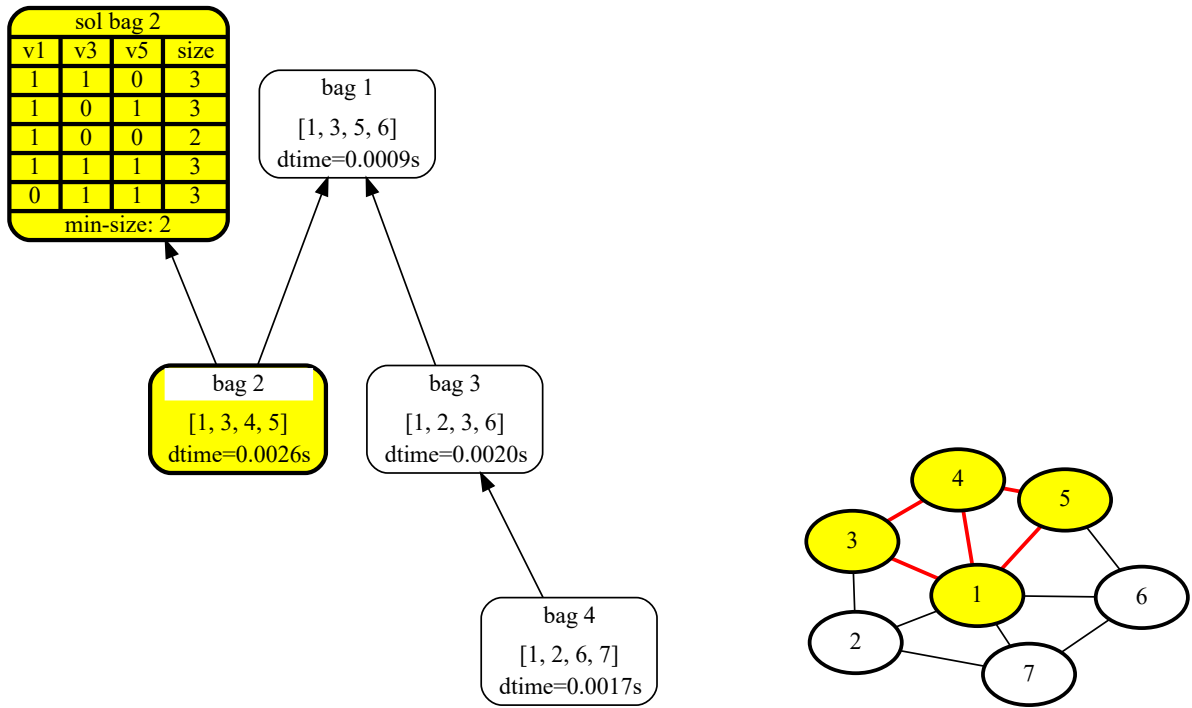 sol bag 2
v1 v3 v5 size
1 1 0 3
1 0 1 3
1 0 0 2
1 1 1 3
0 1 1 3
min-size: 2
bag 1
[1, 3, 5, 6]
dtime=0.0009s
bag 2
[1, 3, 4, 5]
dtime=0.0026s
bag 3
[1, 2, 3, 6]
dtime=0.0020s
bag 4
[1, 2, 6, 7]
dtime=0.0017s
4
5
3
1
6
2
7